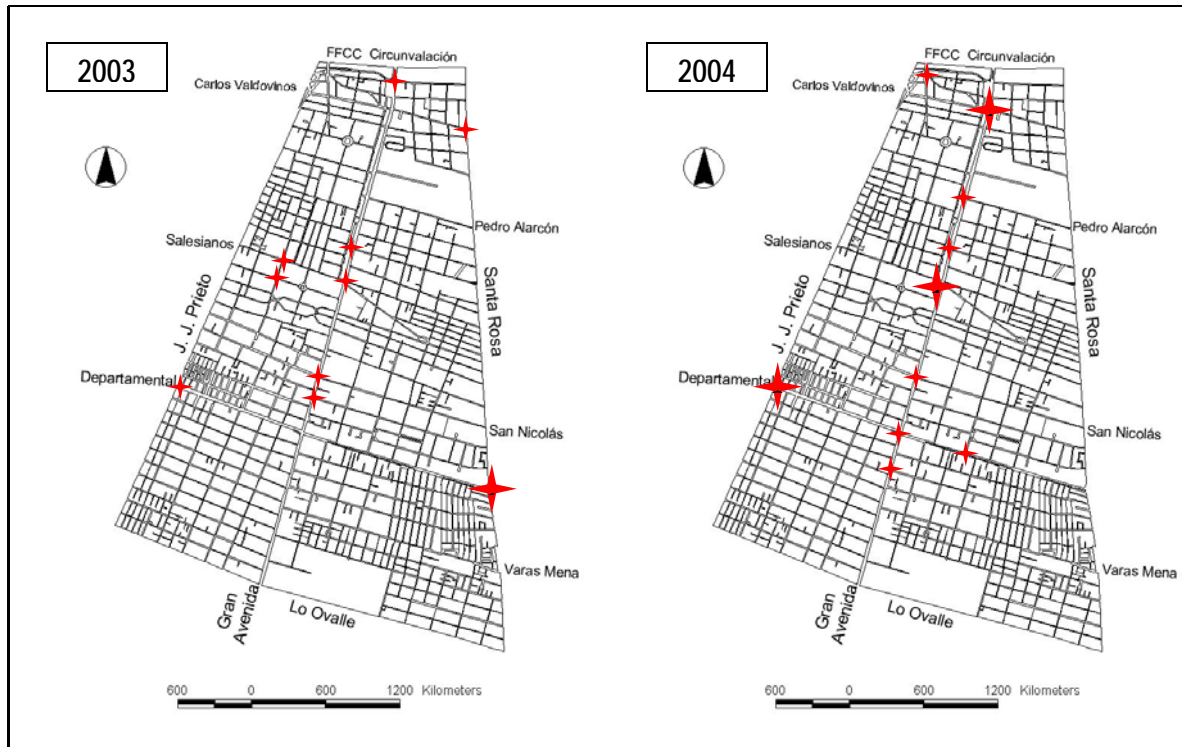 2003
FFCC Circunvalación
Carlos Valdovinos
Pedro Alarcón
Salesianos
Santa Rosa
J. J. Prieto
Departamental
San Nicolás
Varas Mena
Gran
Avenida
Lo Ovalle
600 0 600 1200 Kilometers
2004
FFCC Circunvalación
Carlos Valdovinos
Pedro Alarcón
Salesianos
Santa Rosa
J. J. Prieto
Departamental
San Nicolás
Varas Mena
Gran
Avenida
Lo Ovalle
600 0 600 1200 Kilometers